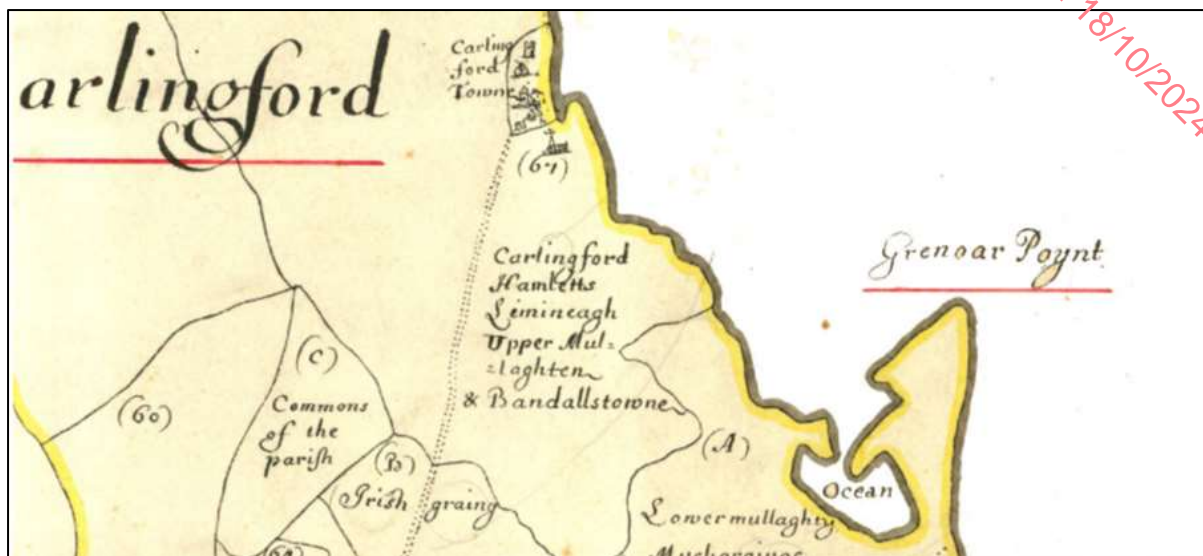 18/10/2024
arlingford
Carling
ford
Towne
(67)
Grenoar Poynt
Carlingford
Hamletts
Limineagh
Upper Mul=
=laghten
& Bandallstowne
(C)
(60)
Commons
of the
parish
(B)
(A)
Irish graing
Ocean
Lowermullaghty